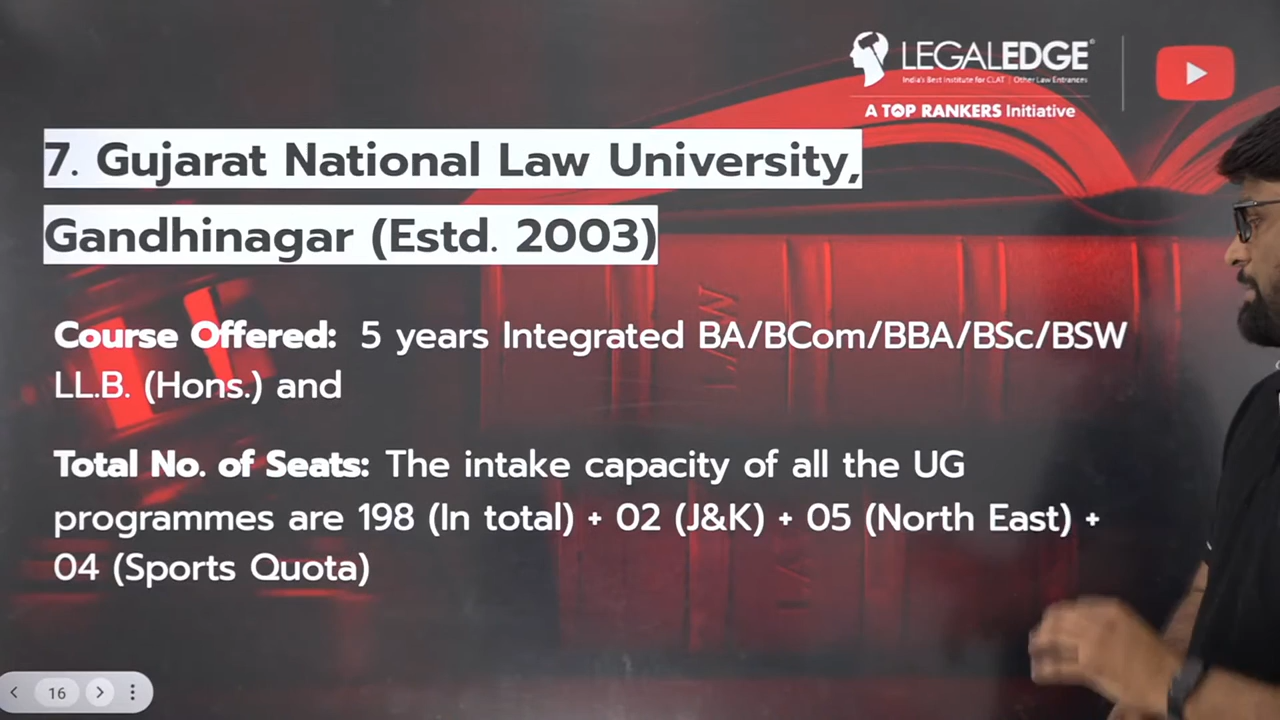 LEGALEDGE
India's Best Institute for CLAT | Other Law Entrances
A TOP RANKERS Initiative
7. Gujarat National Law University,
Gandhinagar (Estd. 2003)
Course Offered: 5 years Integrated BA/BCom/BBA/BSc/BSW
LL.B. (Hons.) and
Total No. of Seats: The intake capacity of all the UG
programmes are 198 (In total) + 02 (J&K) + 05 (North East) +
04 (Sports Quota)
16